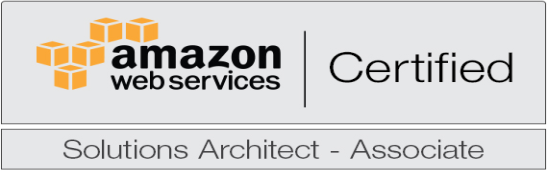 amazon
web services
Certified
Solutions Architect - Associate